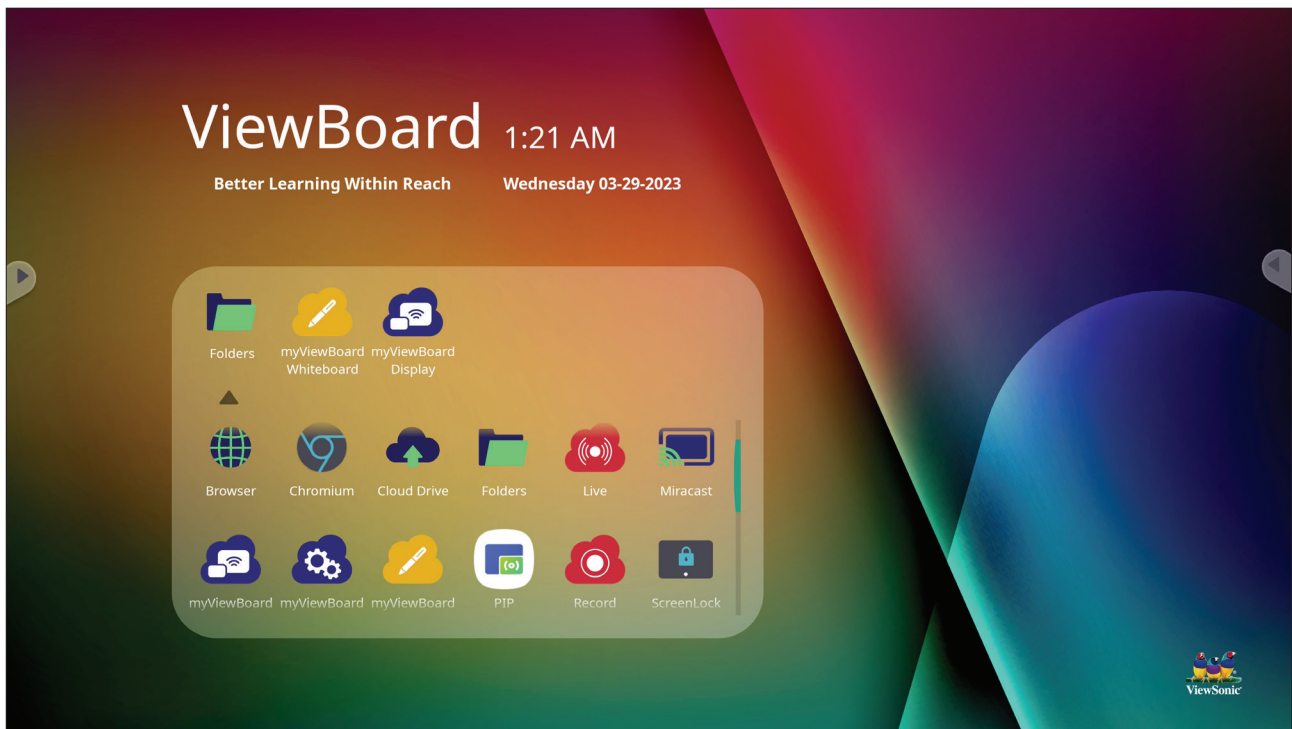 ViewBoard 1:21 AM
Better Learning Within Reach Wednesday 03-29-2023
Folders myViewBoard Whiteboard myViewBoard Display
Browser Chromium Cloud Drive Folders Live Miracast
myViewBoard myViewBoard myViewBoard PIP Record ScreenLock
ViewSonic